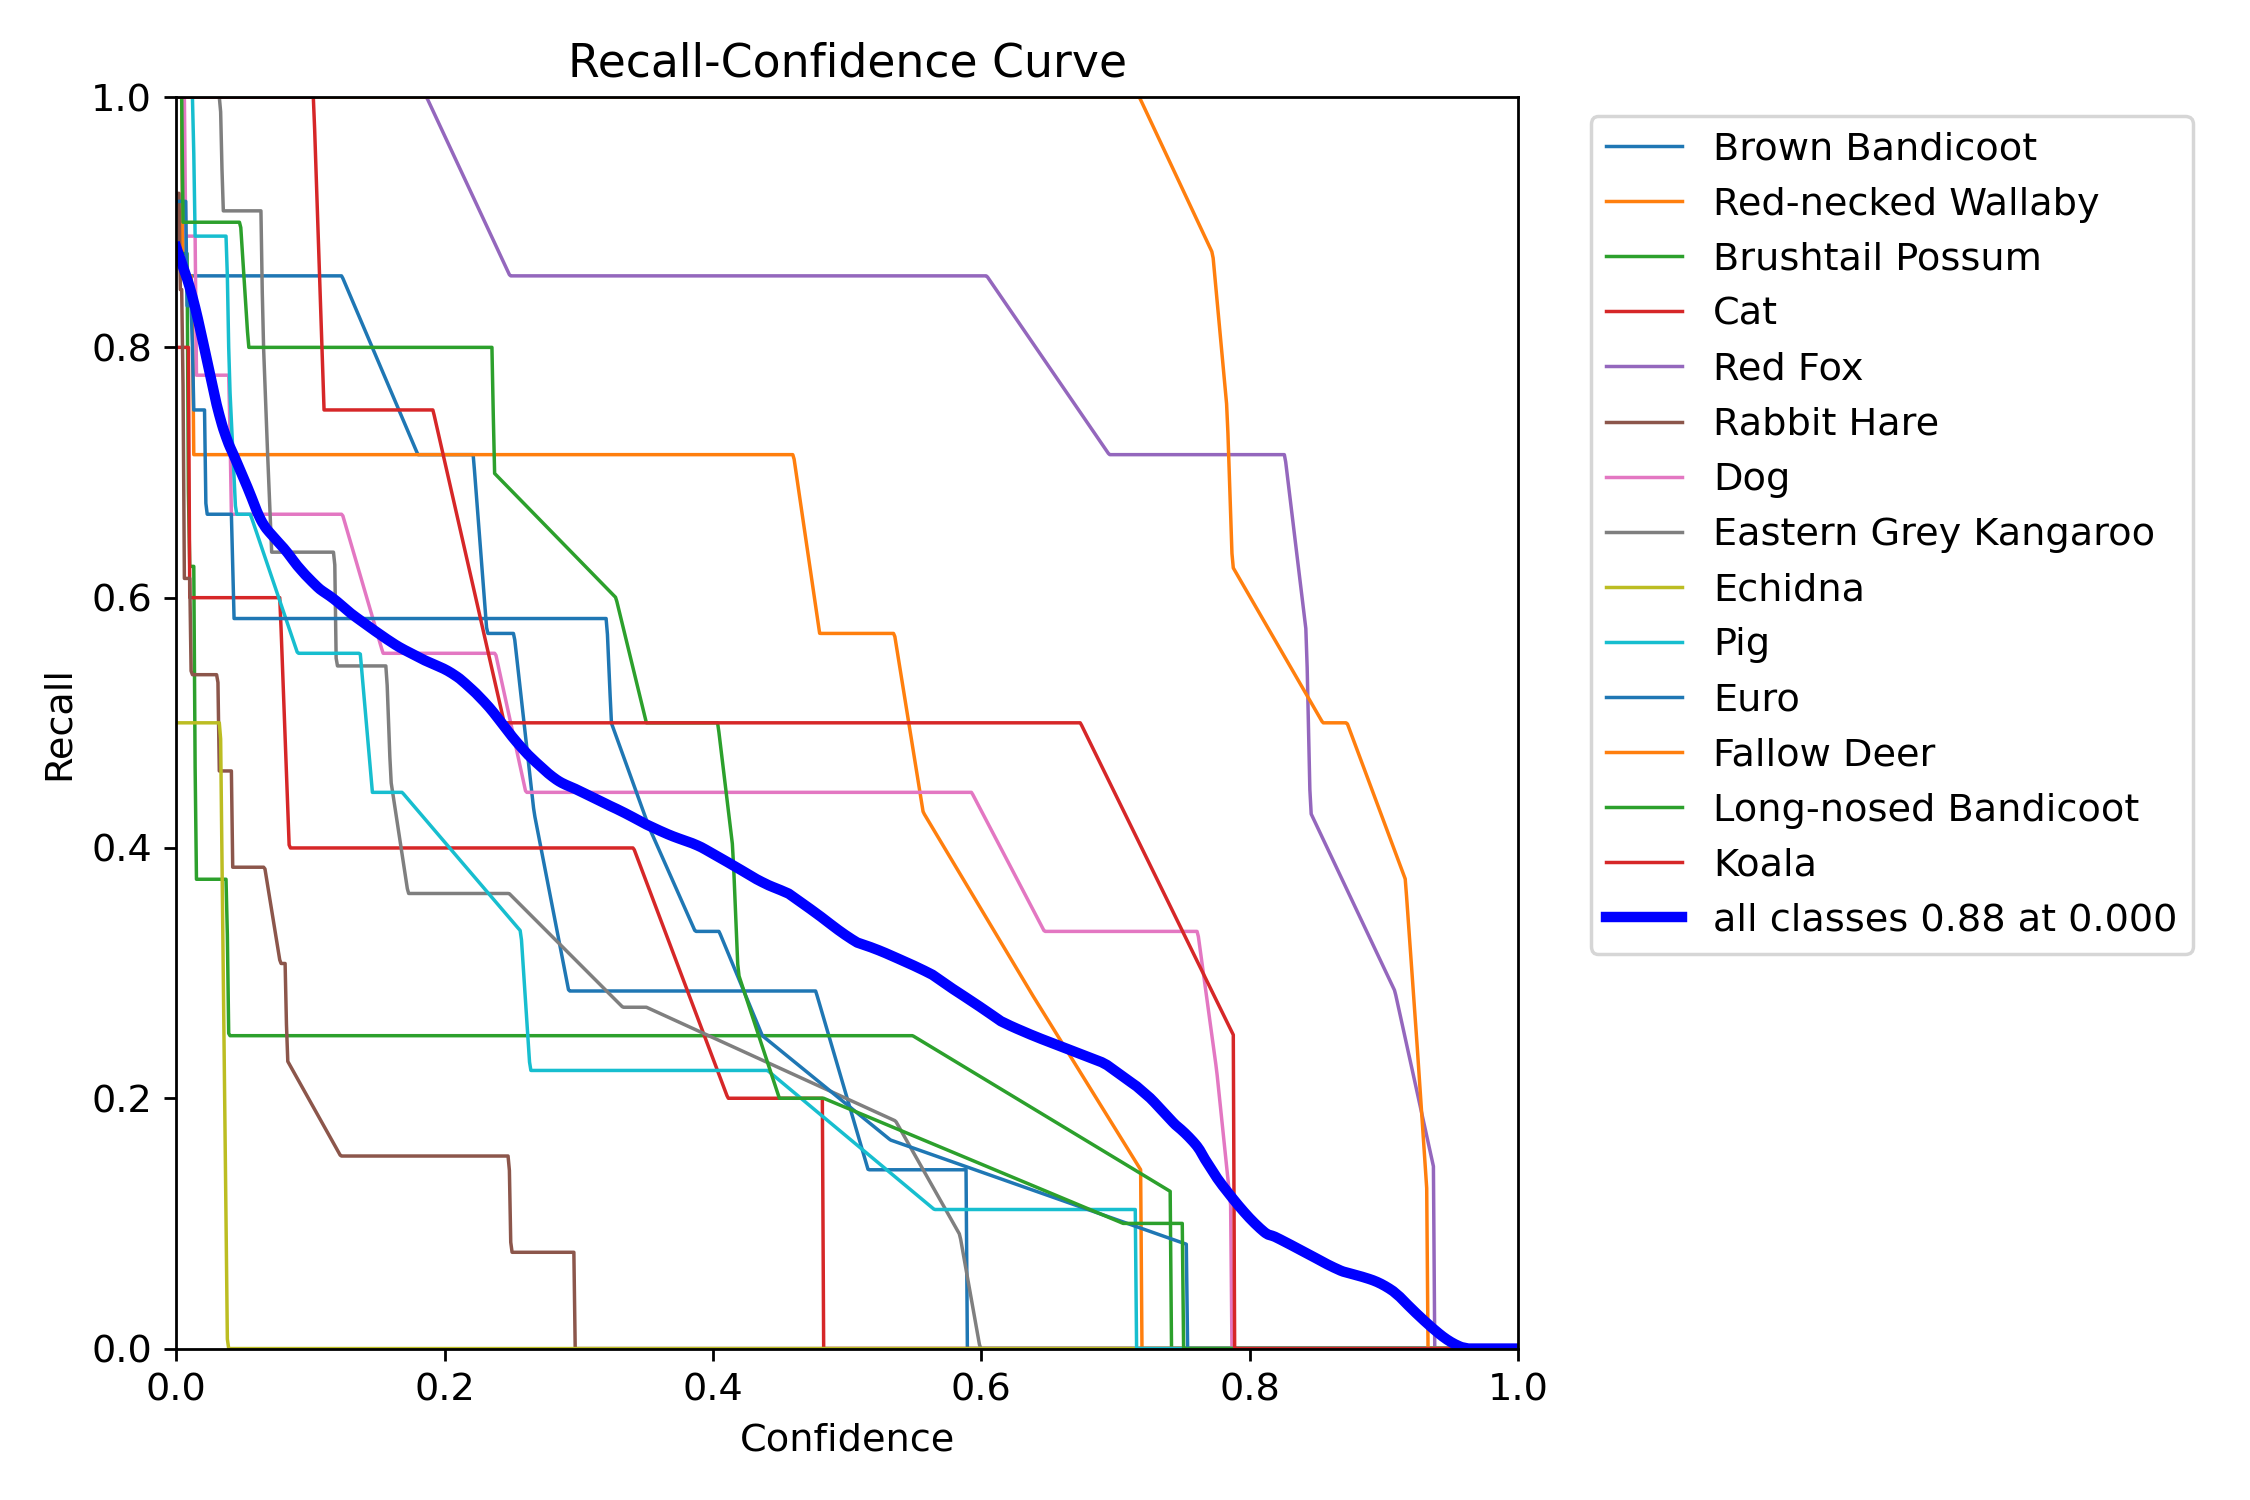 Recall-Confidence Curve
1.0
0.8
0.6
0.4
0.2
0.0
Recall
0.0 0.2 0.4 0.6 0.8 1.0
Confidence
Brown Bandicoot
Red-necked Wallaby
Brushtail Possum
Cat
Red Fox
Rabbit Hare
Dog
Eastern Grey Kangaroo
Echidna
Pig
Euro
Fallow Deer
Long-nosed Bandicoot
Koala
all classes 0.88 at 0.000